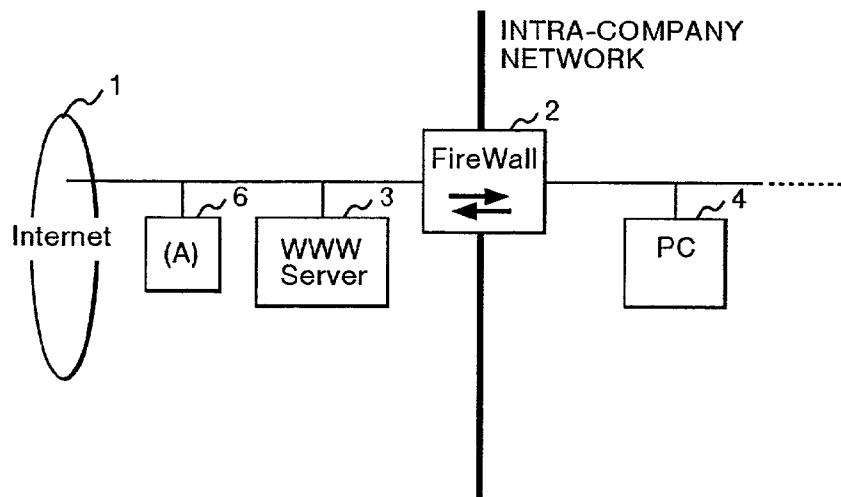 INTRA-COMPANY
NETWORK
1
2
FireWall
6
3
4
Internet
(A)
WWW
Server
PC